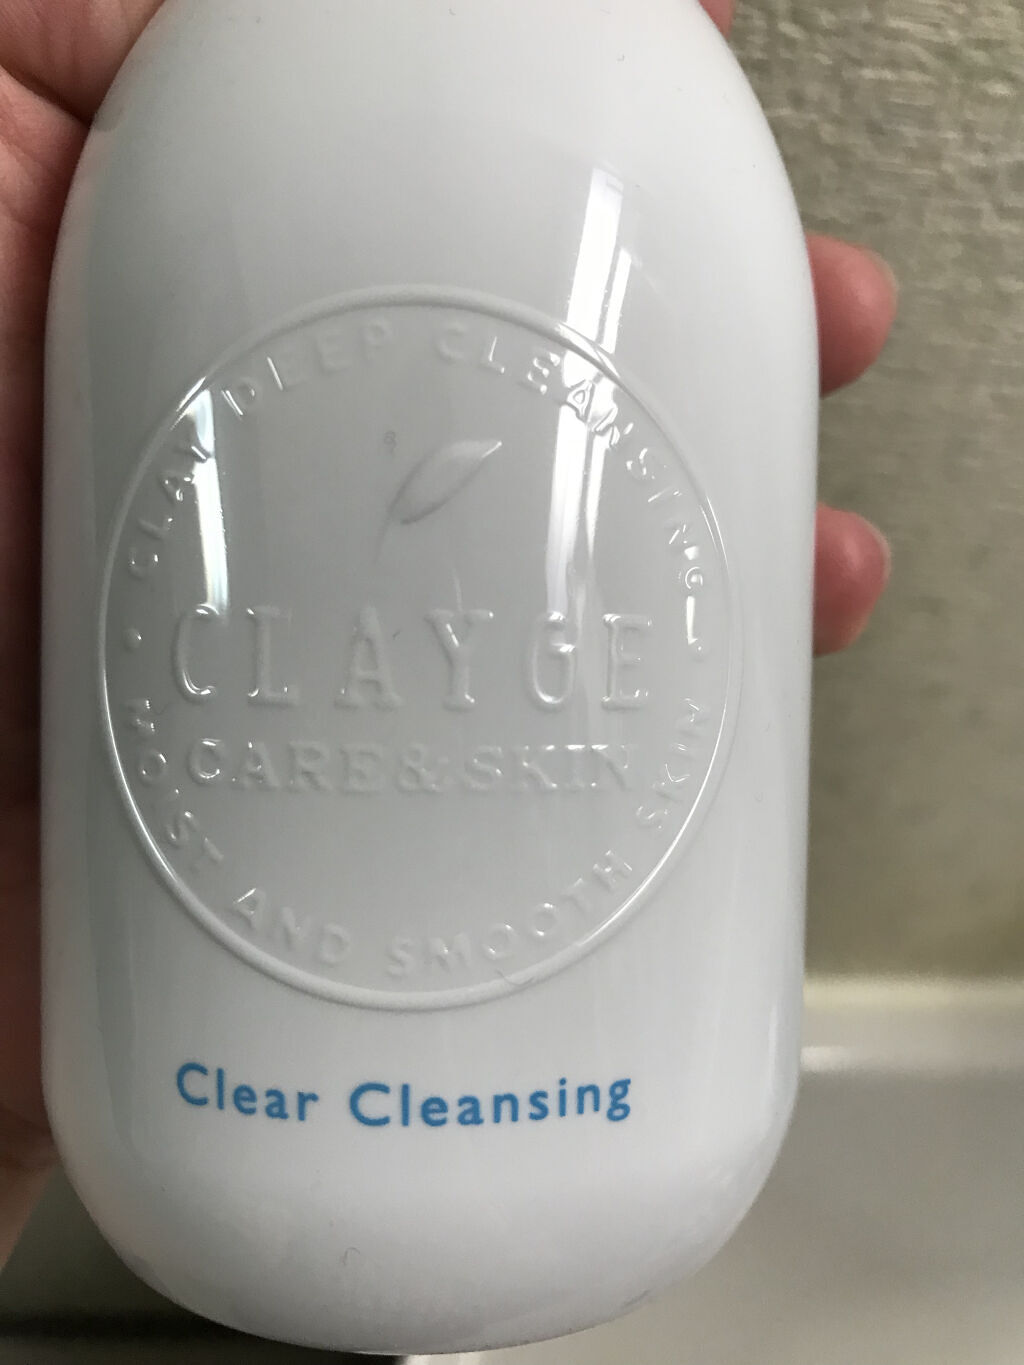 CLAY DEEP CLEANSING
CLAYGE
CARE&SKIN
MOIST AND SMOOTH SKIN
Clear Cleansing